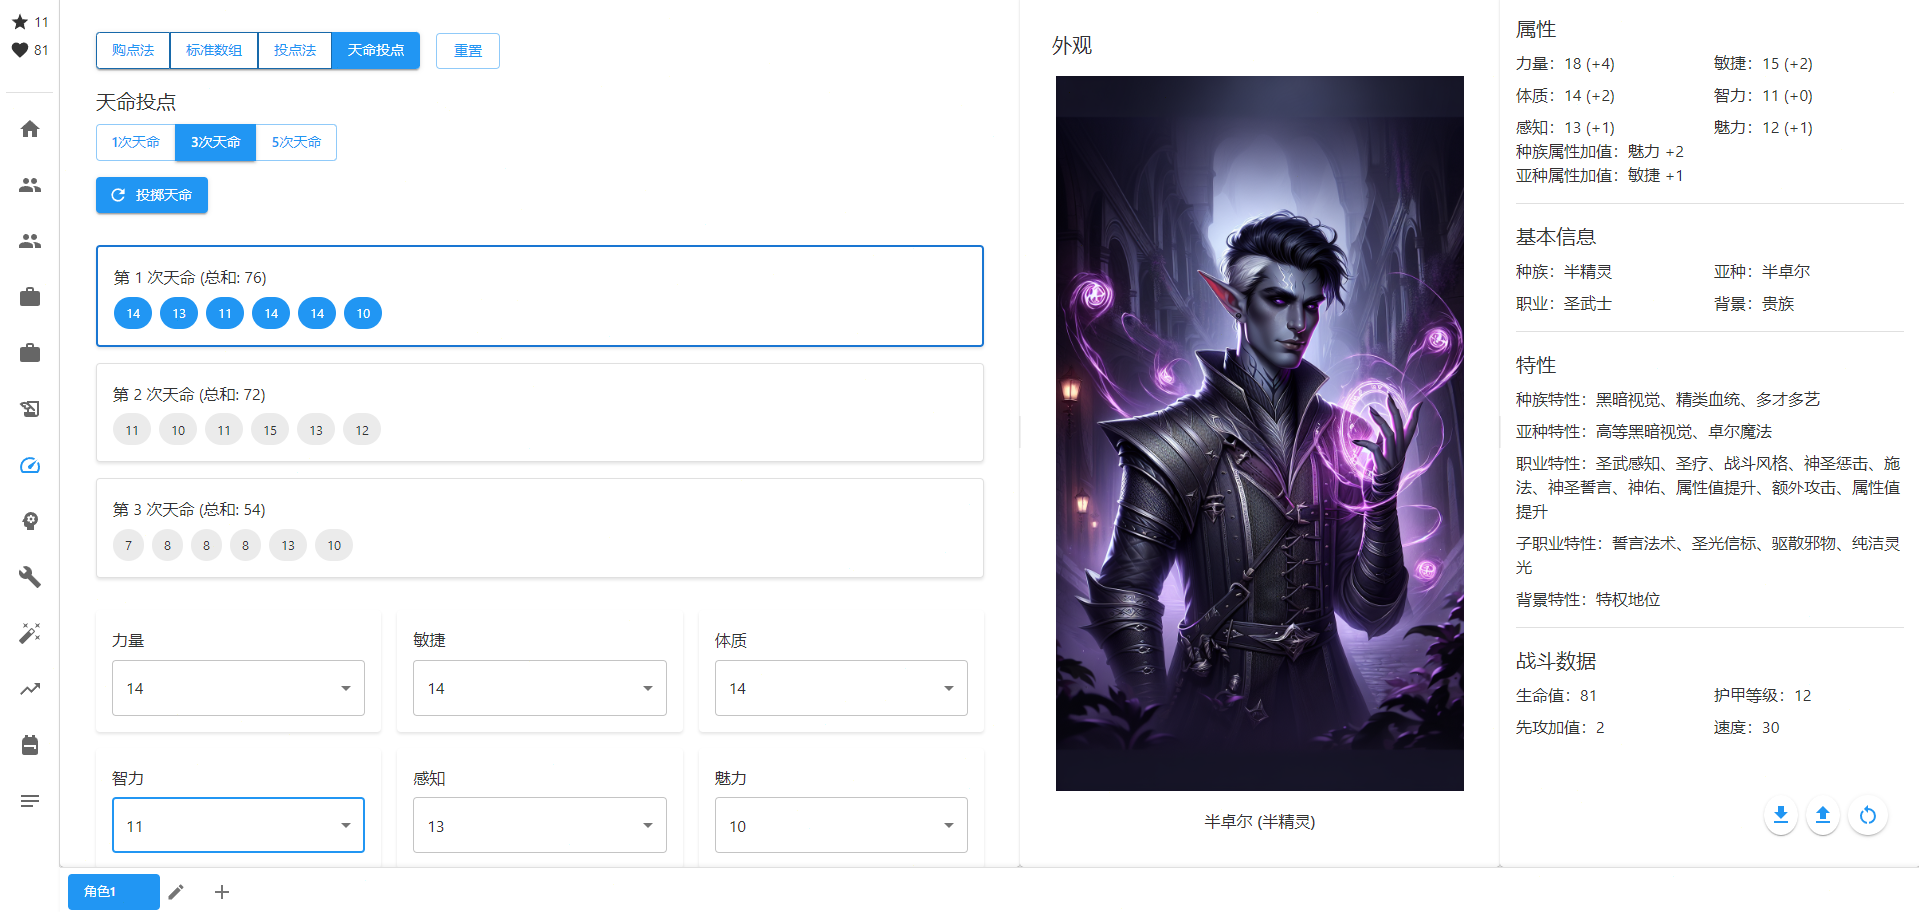 11
81
购点法 标准数组 投点法 天命投点 重置
天命投点
1次天命 3次天命 5次天命
投掷天命
第 1 次天命 (总和: 76)
14 13 11 14 14 10
第 2 次天命 (总和: 72)
11 10 11 15 13 12
第 3 次天命 (总和: 54)
7 8 8 8 13 10
力量 敏捷 体质
14 14 14
智力 感知 魅力
11 13 10
角色1
外观
半卓尔 (半精灵)
属性
力量：18 (+4) 敏捷：15 (+2)
体质：14 (+2) 智力：11 (+0)
感知：13 (+1) 魅力：12 (+1)
种族属性加值：魅力 +2
亚种属性加值：敏捷 +1
基本信息
种族：半精灵 亚种：半卓尔
职业：圣武士 背景：贵族
特性
种族特性：黑暗视觉、精类血统、多才多艺
亚种特性：高等黑暗视觉、卓尔魔法
职业特性：圣武感知、圣疗、战斗风格、神圣惩击、施
法、神圣誓言、神佑、属性值提升、额外攻击、属性值
提升
子职业特性：誓言法术、圣光信标、驱散邪物、纯洁灵
光
背景特性：特权地位
战斗数据
生命值：81 护甲等级：12
先攻加值：2 速度：30